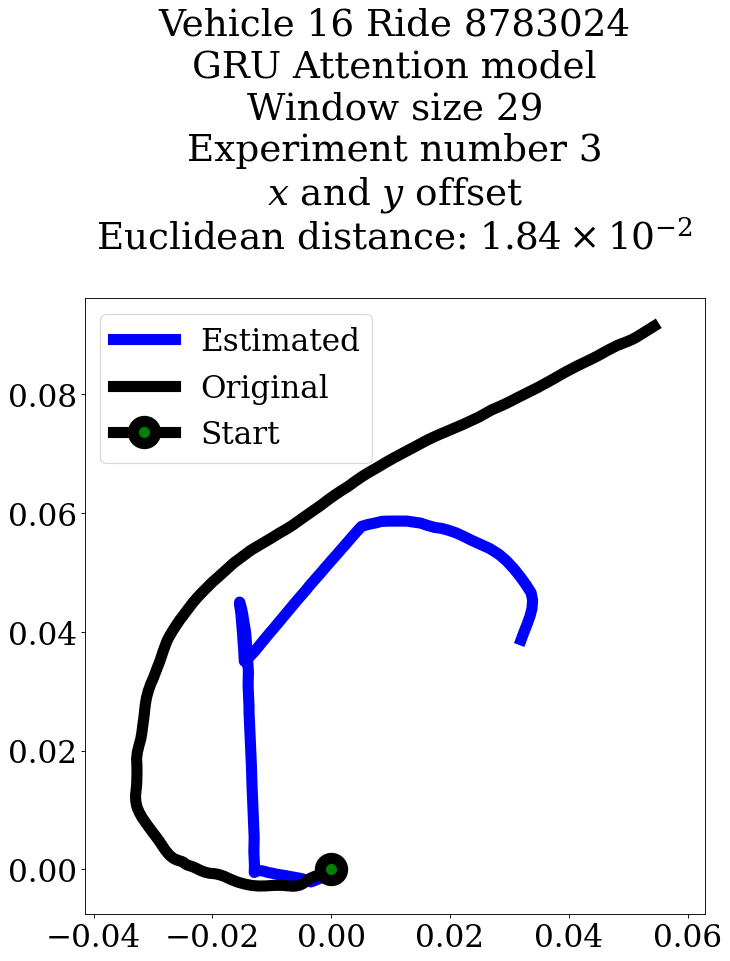 Vehicle 16 Ride 8783024
GRU Attention model
Window size 29
Experiment number 3
x and y offset
Euclidean distance: 1.84 × 10⁻²
Estimated
Original
Start
0.08
0.06
0.04
0.02
0.00
−0.04 −0.02 0.00 0.02 0.04 0.06